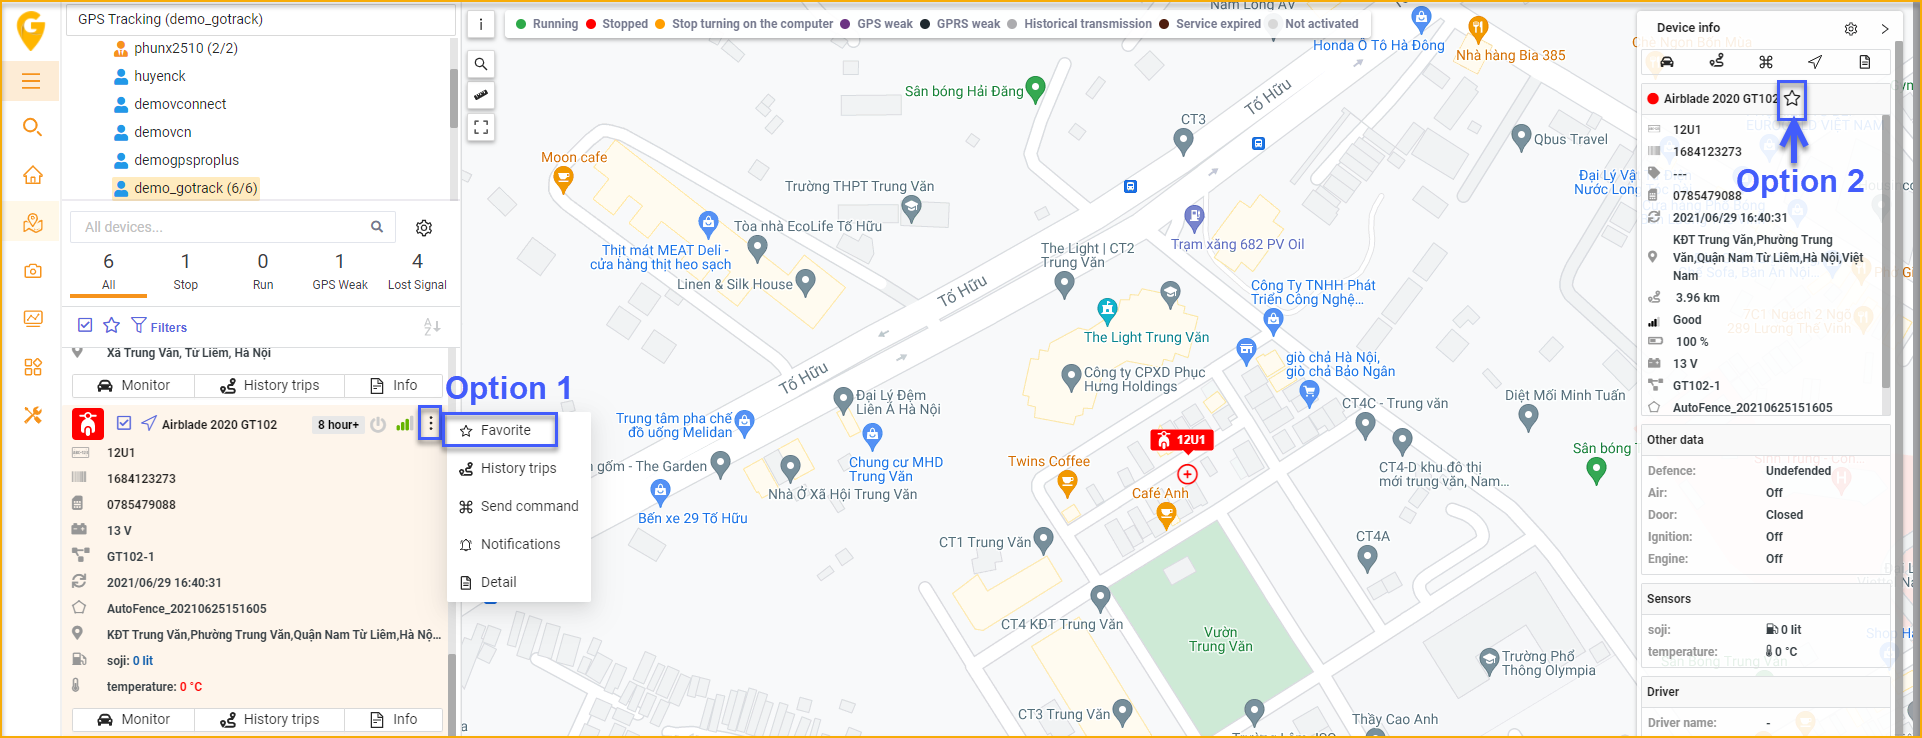 GPS Tracking (demo_gotrack)
phunx2510 (2/2)
huyenck
demovconnect
demovcn
demogpsproplus
demo_gotrack (6/6)
All devices...
6
All
1
Stop
0
Run
1
GPS Weak
4
Lost Signal
Filters
Xã Trung Văn, Từ Liêm, Hà Nội
Monitor
History trips
Info
Airblade 2020 GT102
8 hour+
12U1
1684123273
0785479088
13 V
GT102-1
2021/06/29 16:40:31
AutoFence_20210625151605
KĐT Trung Văn,Phường Trung Văn,Quận Nam Từ Liêm,Hà Nộ...
soji: 0 lit
temperature: 0 °C
Monitor
History trips
Info
Option 1
Favorite
History trips
Send command
Notifications
Detail
Running
Stopped
Stop turning on the computer
GPS weak
GPRS weak
Historical transmission
Service expired
Not activated
Nam Long AV
Honda Ô Tô Hà Đông
Nhà hàng Bia 385
Sân bóng Hải Đăng
Tố Hữu
CT3
Qbus Travel
Moon cafe
Trường THPT Trung Văn
Tòa nhà EcoLife Tố Hữu
Thịt mát MEAT Deli -
cửa hàng thịt heo sạch
Linen & Silk House
The Light | CT2
Trung Văn
Trạm xăng 682 PV Oil
Tố Hữu
Công Ty TNHH Phát
Triển Công Nghệ...
The Light Trung Văn
giò chả Hà Nội,
giò chả Bảo Ngân
Công ty CPXD Phục
Hưng Holdings
Tố Hữu
Đại Lý Đệm
Liên Á Hà Nội
Diệt Mối Minh Tuấn
CT4C - Trung văn
Trung tâm pha chế
đồ uống Melidan
12U1
Sân bóng
gốm - The Garden
Chung cư MHD
Trung Văn
Twins Coffee
CT4-D khu đô thị
mới trung văn, Nam...
Nhà Ở Xã Hội Trung Văn
Café Anh
Bến xe 29 Tố Hữu
CT1 Trung Văn
CT4A
CT4 KĐT Trung Văn
Vườn
Trung Văn
Trường Phổ
Thông Olympia
CT3 Trung Văn
Thầy Cao Anh
Đại Lý Vé
Nước Long
Device info
Airblade 2020 GT102
12U1
1684123273
---
Option 2
0785479088
2021/06/29 16:40:31
KĐT Trung Văn,Phường Trung
Văn,Quận Nam Từ Liêm,Hà Nội,Việt
Nam
3.96 km
Good
100 %
13 V
GT102-1
AutoFence_20210625151605
7C1 Ngách 2 Ngõ
289 Lương Thế Vinh
Other data
Defence: Undefended
Air: Off
Door: Closed
Ignition: Off
Engine: Off
Sensors
soji: 0 lit
temperature: 0 °C
Driver
Driver name: -